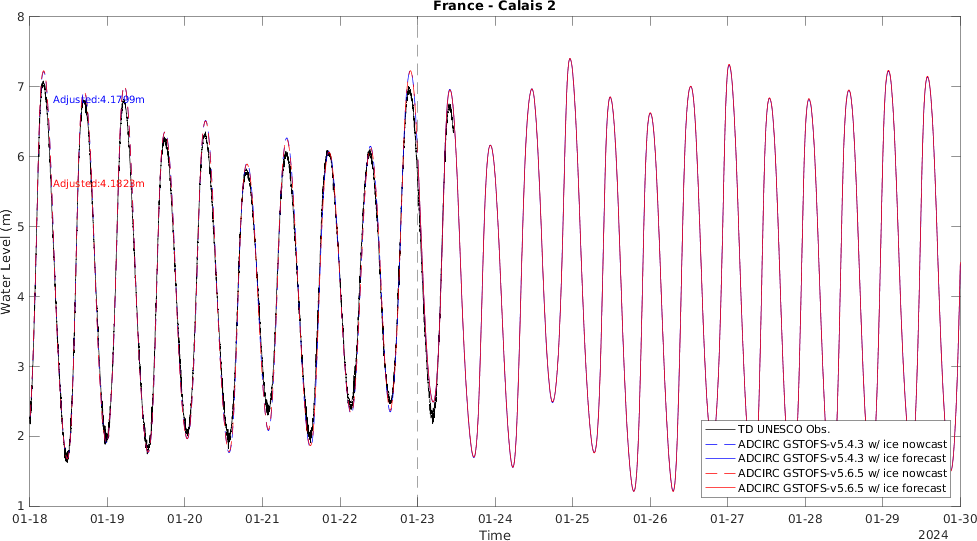 France - Calais 2
8
7
6
5
4
3
2
1
Water Level (m)
Adjusted:4.1799m
Adjusted:4.1823m
TD UNESCO Obs.
ADCIRC GSTOFS-v5.4.3 w/ ice nowcast
ADCIRC GSTOFS-v5.4.3 w/ ice forecast
ADCIRC GSTOFS-v5.6.5 w/ ice nowcast
ADCIRC GSTOFS-v5.6.5 w/ ice forecast
01-18 01-19 01-20 01-21 01-22 01-23 01-24 01-25 01-26 01-27 01-28 01-29 01-30
Time
2024